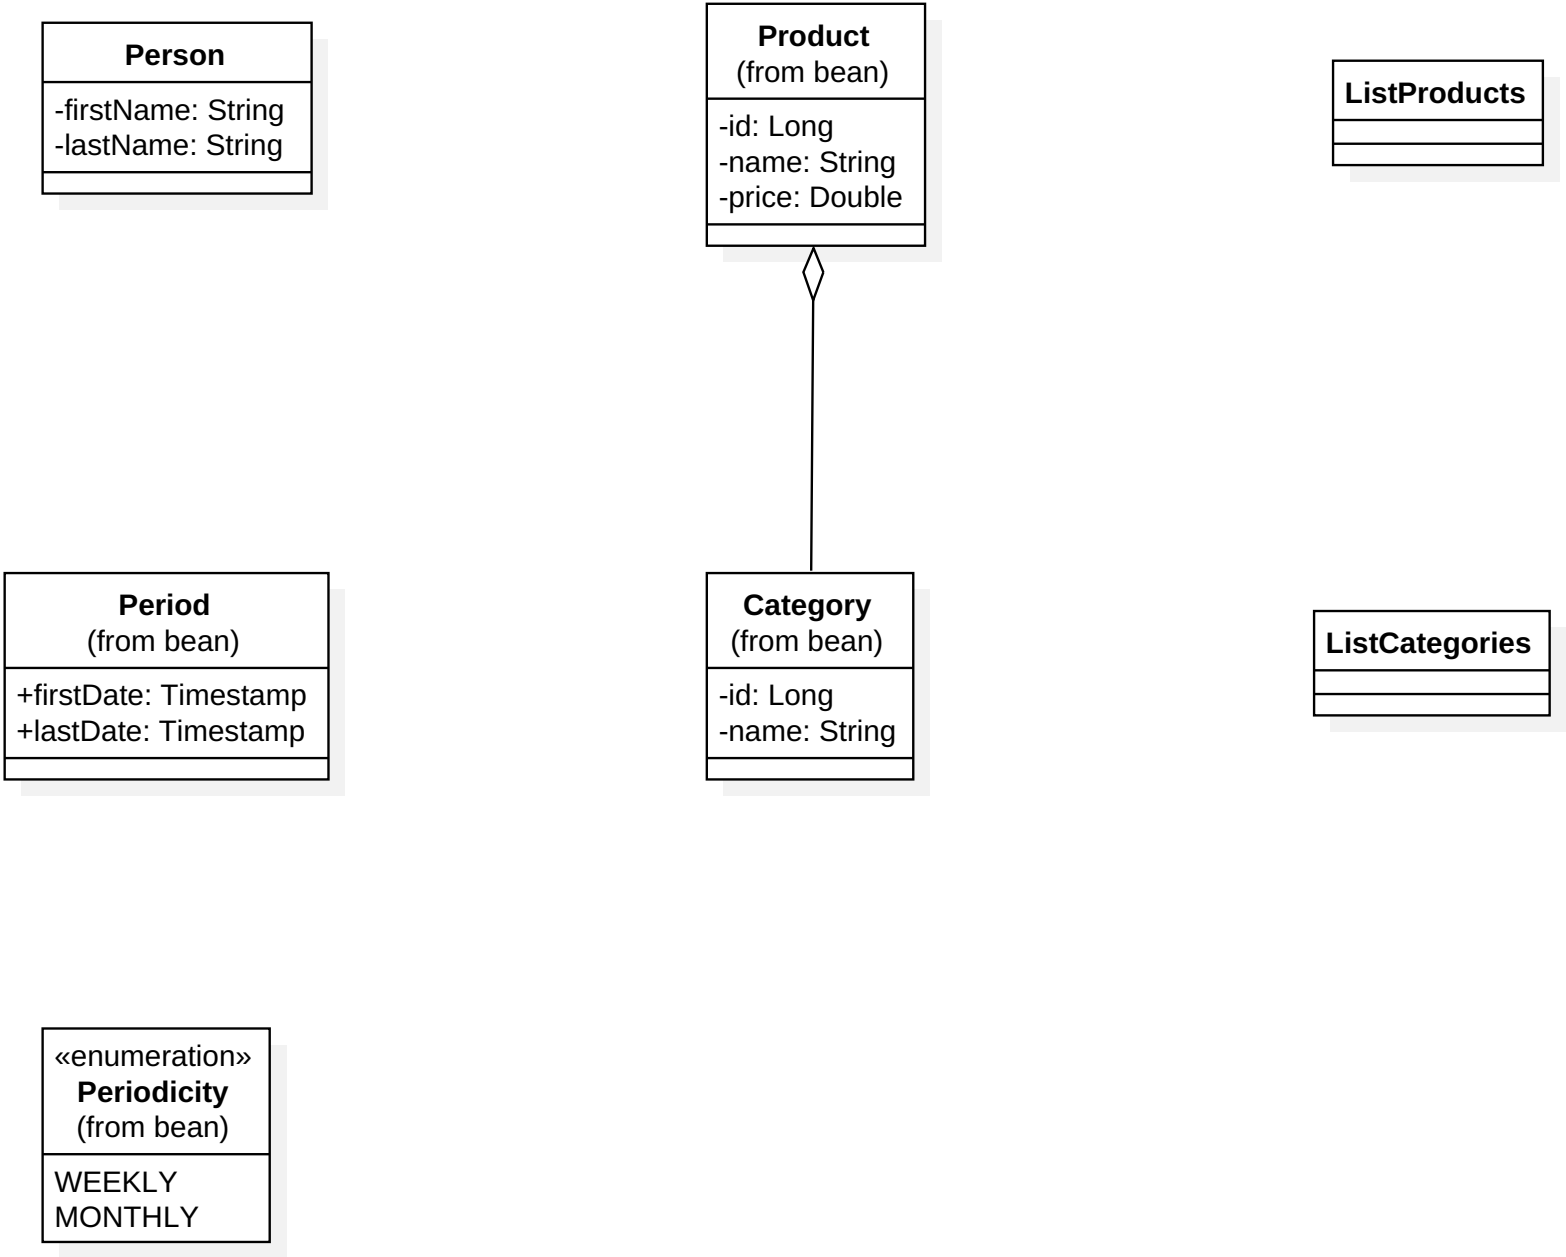 Person
-firstName: String
-lastName: String
Product
(from bean)
-id: Long
-name: String
-price: Double
ListProducts
Period
(from bean)
+firstDate: Timestamp
+lastDate: Timestamp
Category
(from bean)
-id: Long
-name: String
ListCategories
«enumeration»
Periodicity
(from bean)
WEEKLY
MONTHLY